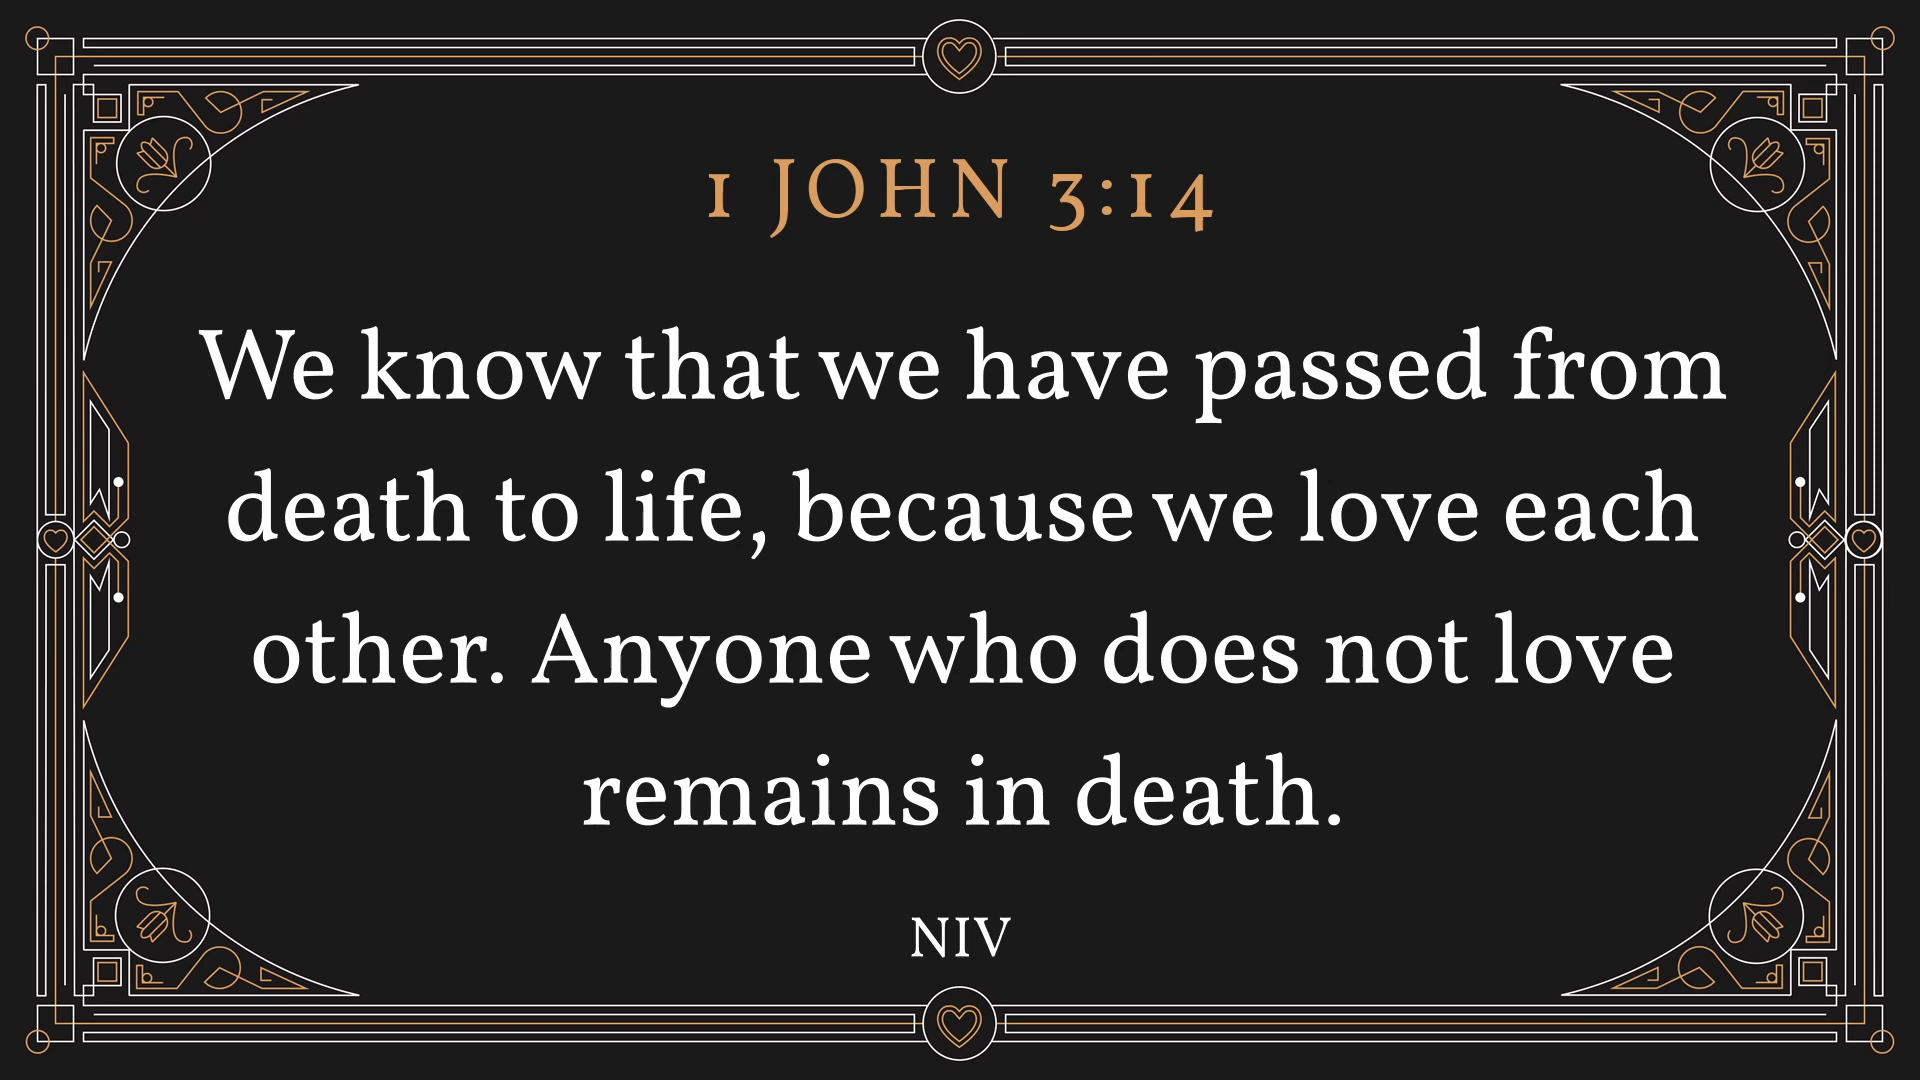 1 JOHN 3:14
We know that we have passed from
death to life, because we love each
other. Anyone who does not love
remains in death.
NIV